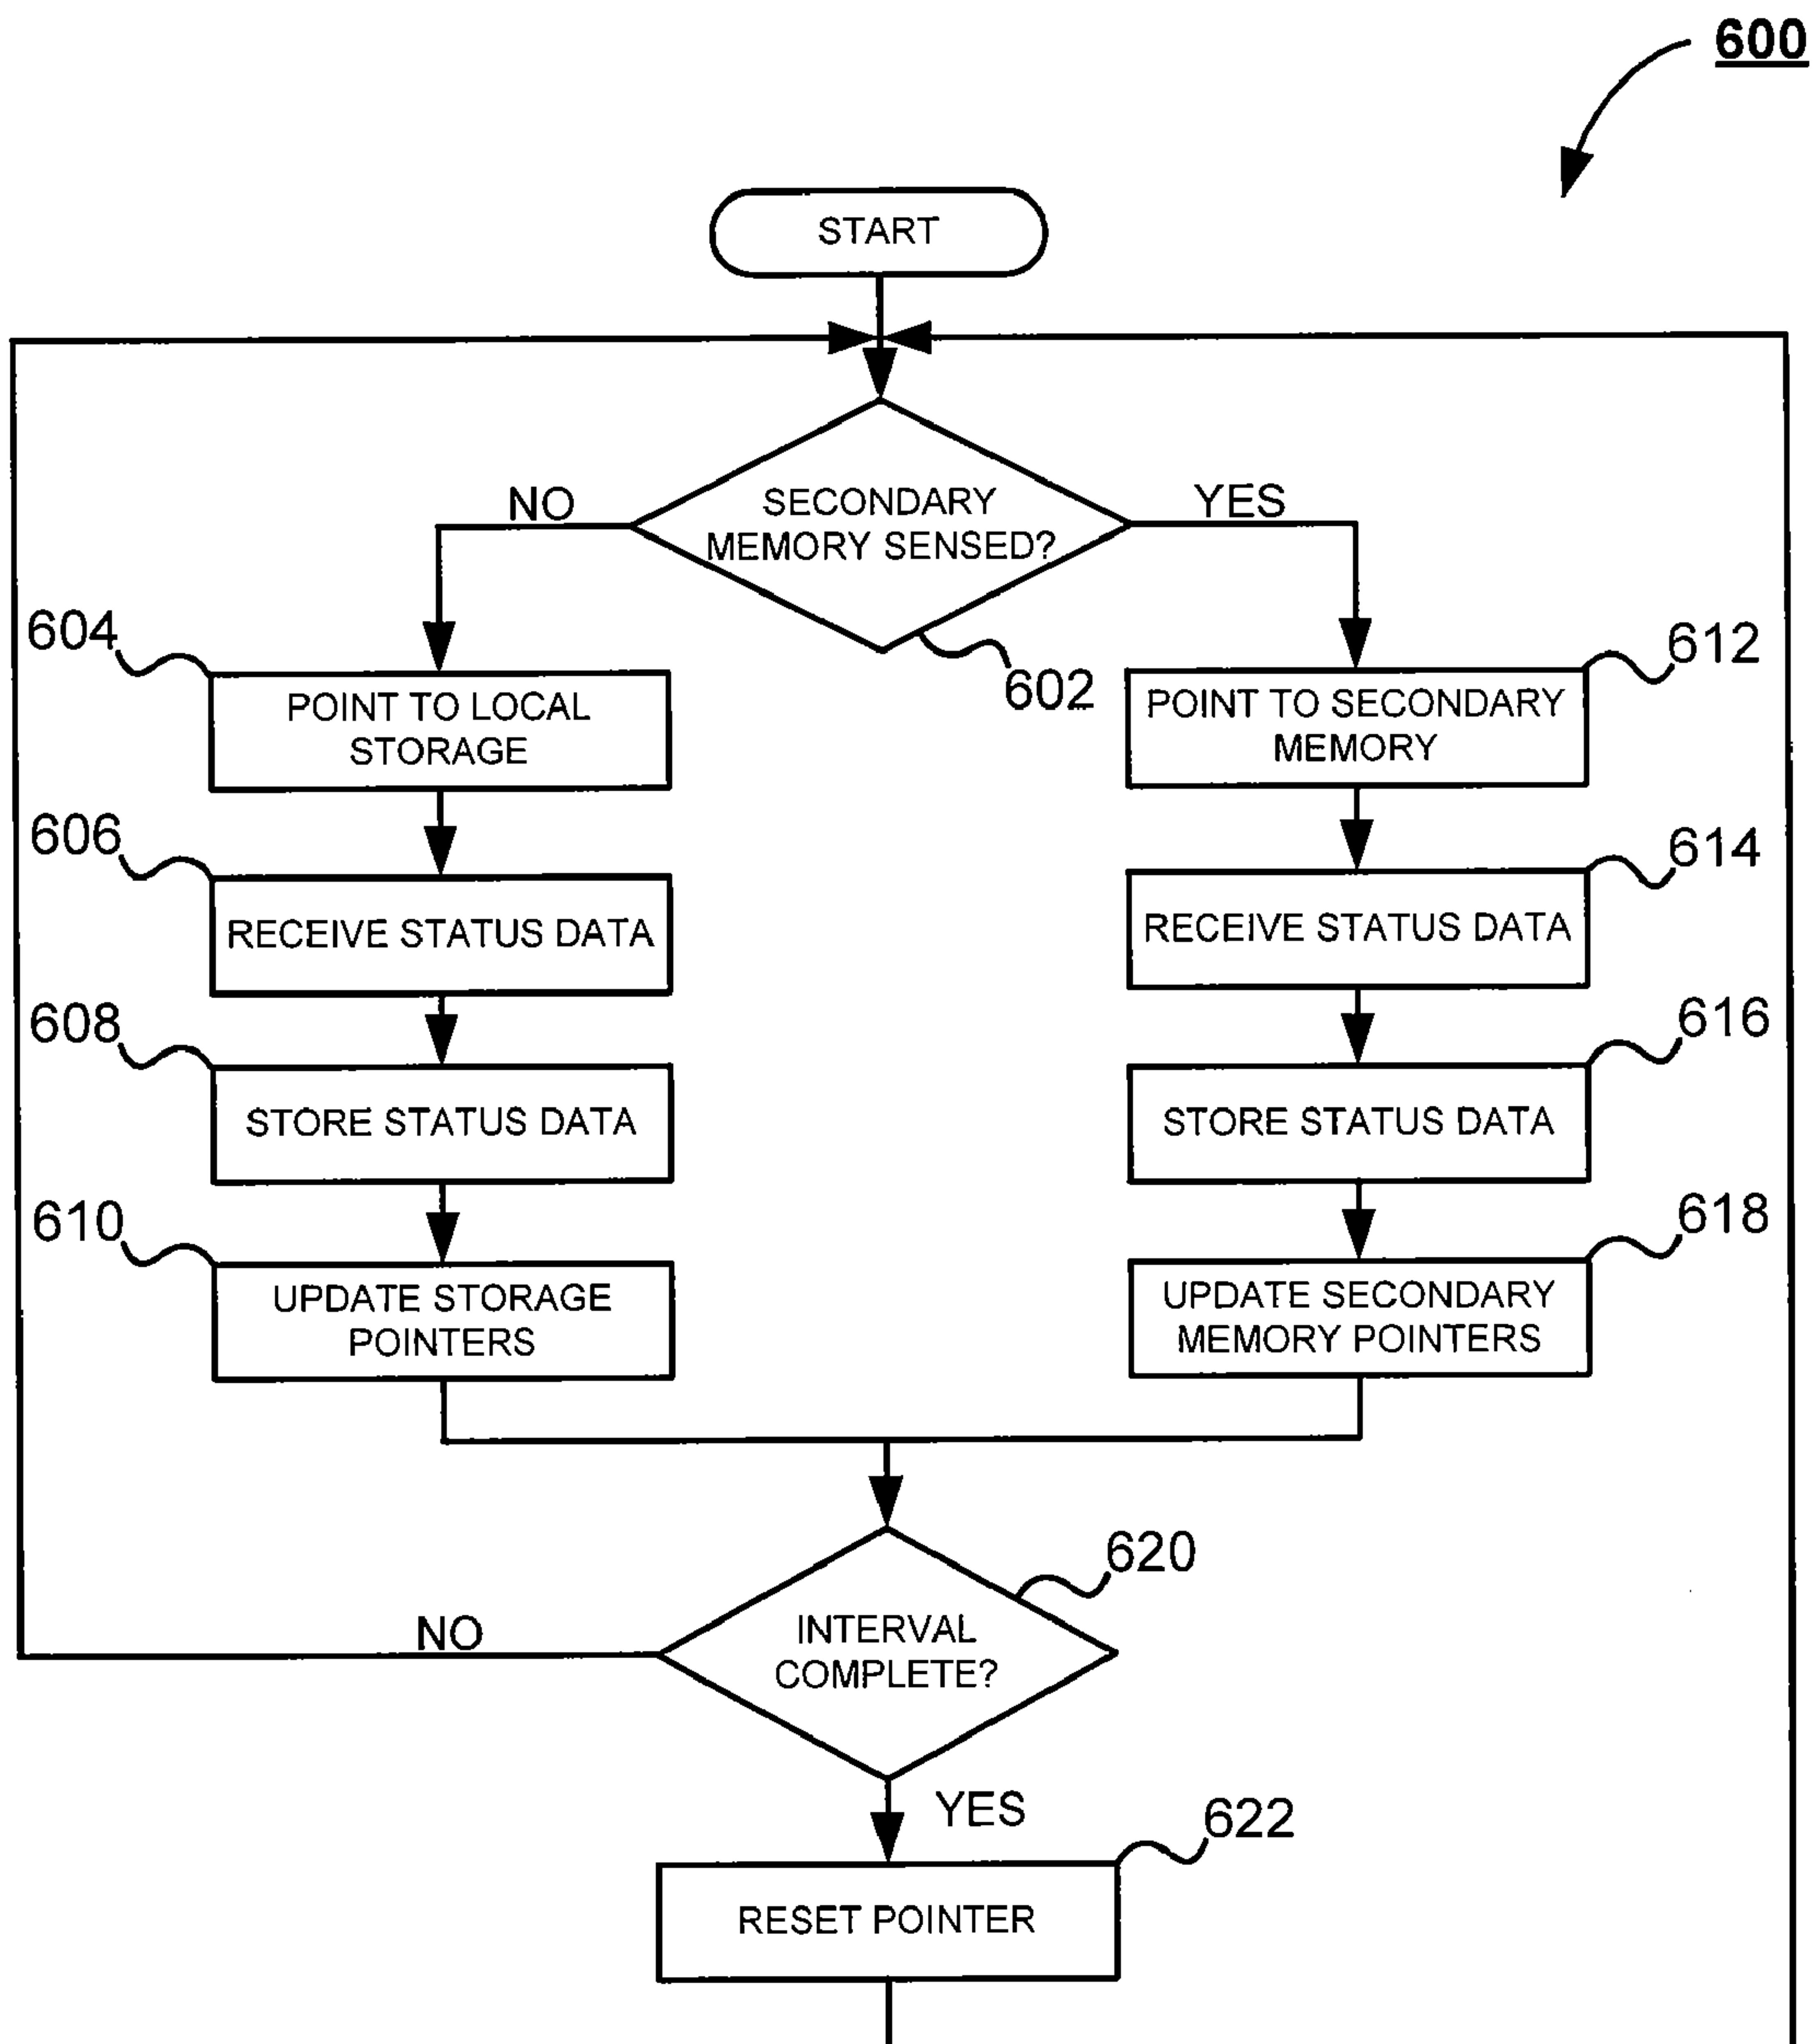 600
START
NO
SECONDARY
MEMORY SENSED?
YES
602
604
POINT TO LOCAL
STORAGE
612
POINT TO SECONDARY
MEMORY
606
RECEIVE STATUS DATA
614
RECEIVE STATUS DATA
608
STORE STATUS DATA
616
STORE STATUS DATA
610
UPDATE STORAGE
POINTERS
618
UPDATE SECONDARY
MEMORY POINTERS
620
NO
INTERVAL
COMPLETE?
YES
622
RESET POINTER